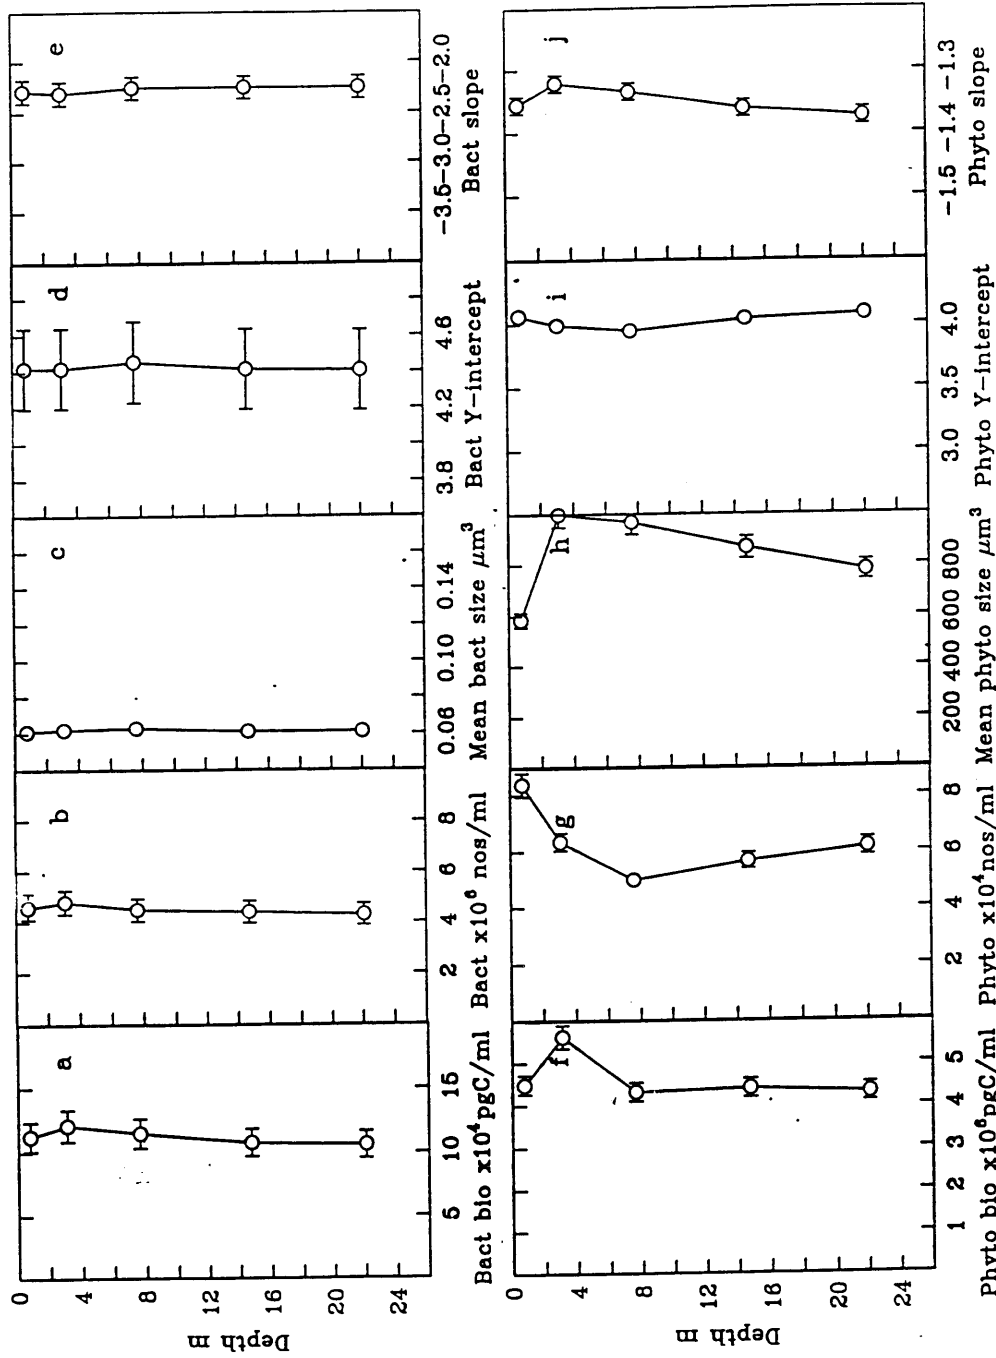 a
b
c
d
e
Depth m
0
4
8
12
16
20
24
5 10 15
2 4 6 8
0.06 0.10 0.14
3.8 4.2 4.6
-3.5-3.0-2.5-2.0
Bact bio x10⁴pgC/ml
Bact x10⁶ nos/ml
Mean bact size μm³
Bact Y-intercept
Bact slope
f
g
h
i
j
Depth m
0
4
8
12
16
20
24
1 2 3 4 5
2 4 6 8
200 400 600 800
3.0 3.5 4.0
-1.5 -1.4 -1.3
Phyto bio x10⁶pgC/ml
Phyto x10⁴nos/ml
Mean phyto size μm³
Phyto Y-intercept
Phyto slope